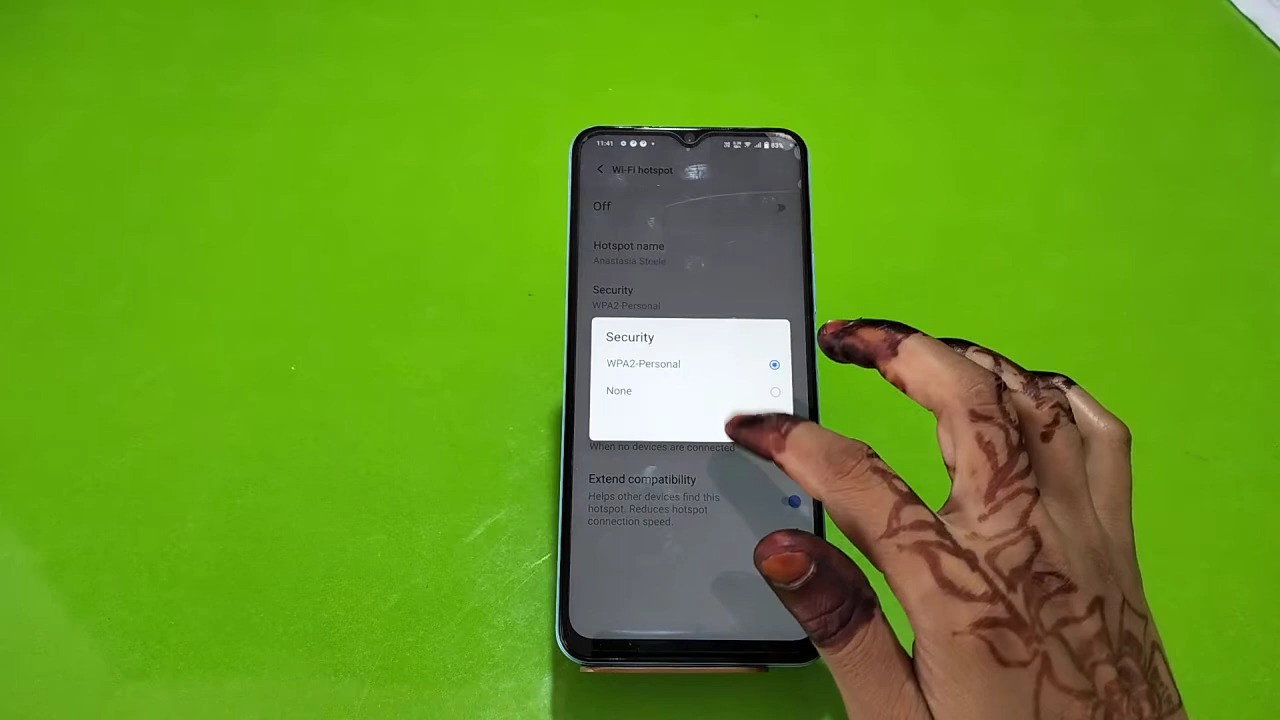 11:41
83%
Wi-Fi hotspot
Off
Hotspot name
Anastasia Steele
Security
WPA2-Personal
Security
WPA2-Personal
None
When no devices are connected
Extend compatibility
Helps other devices find this
hotspot. Reduces hotspot
connection speed.